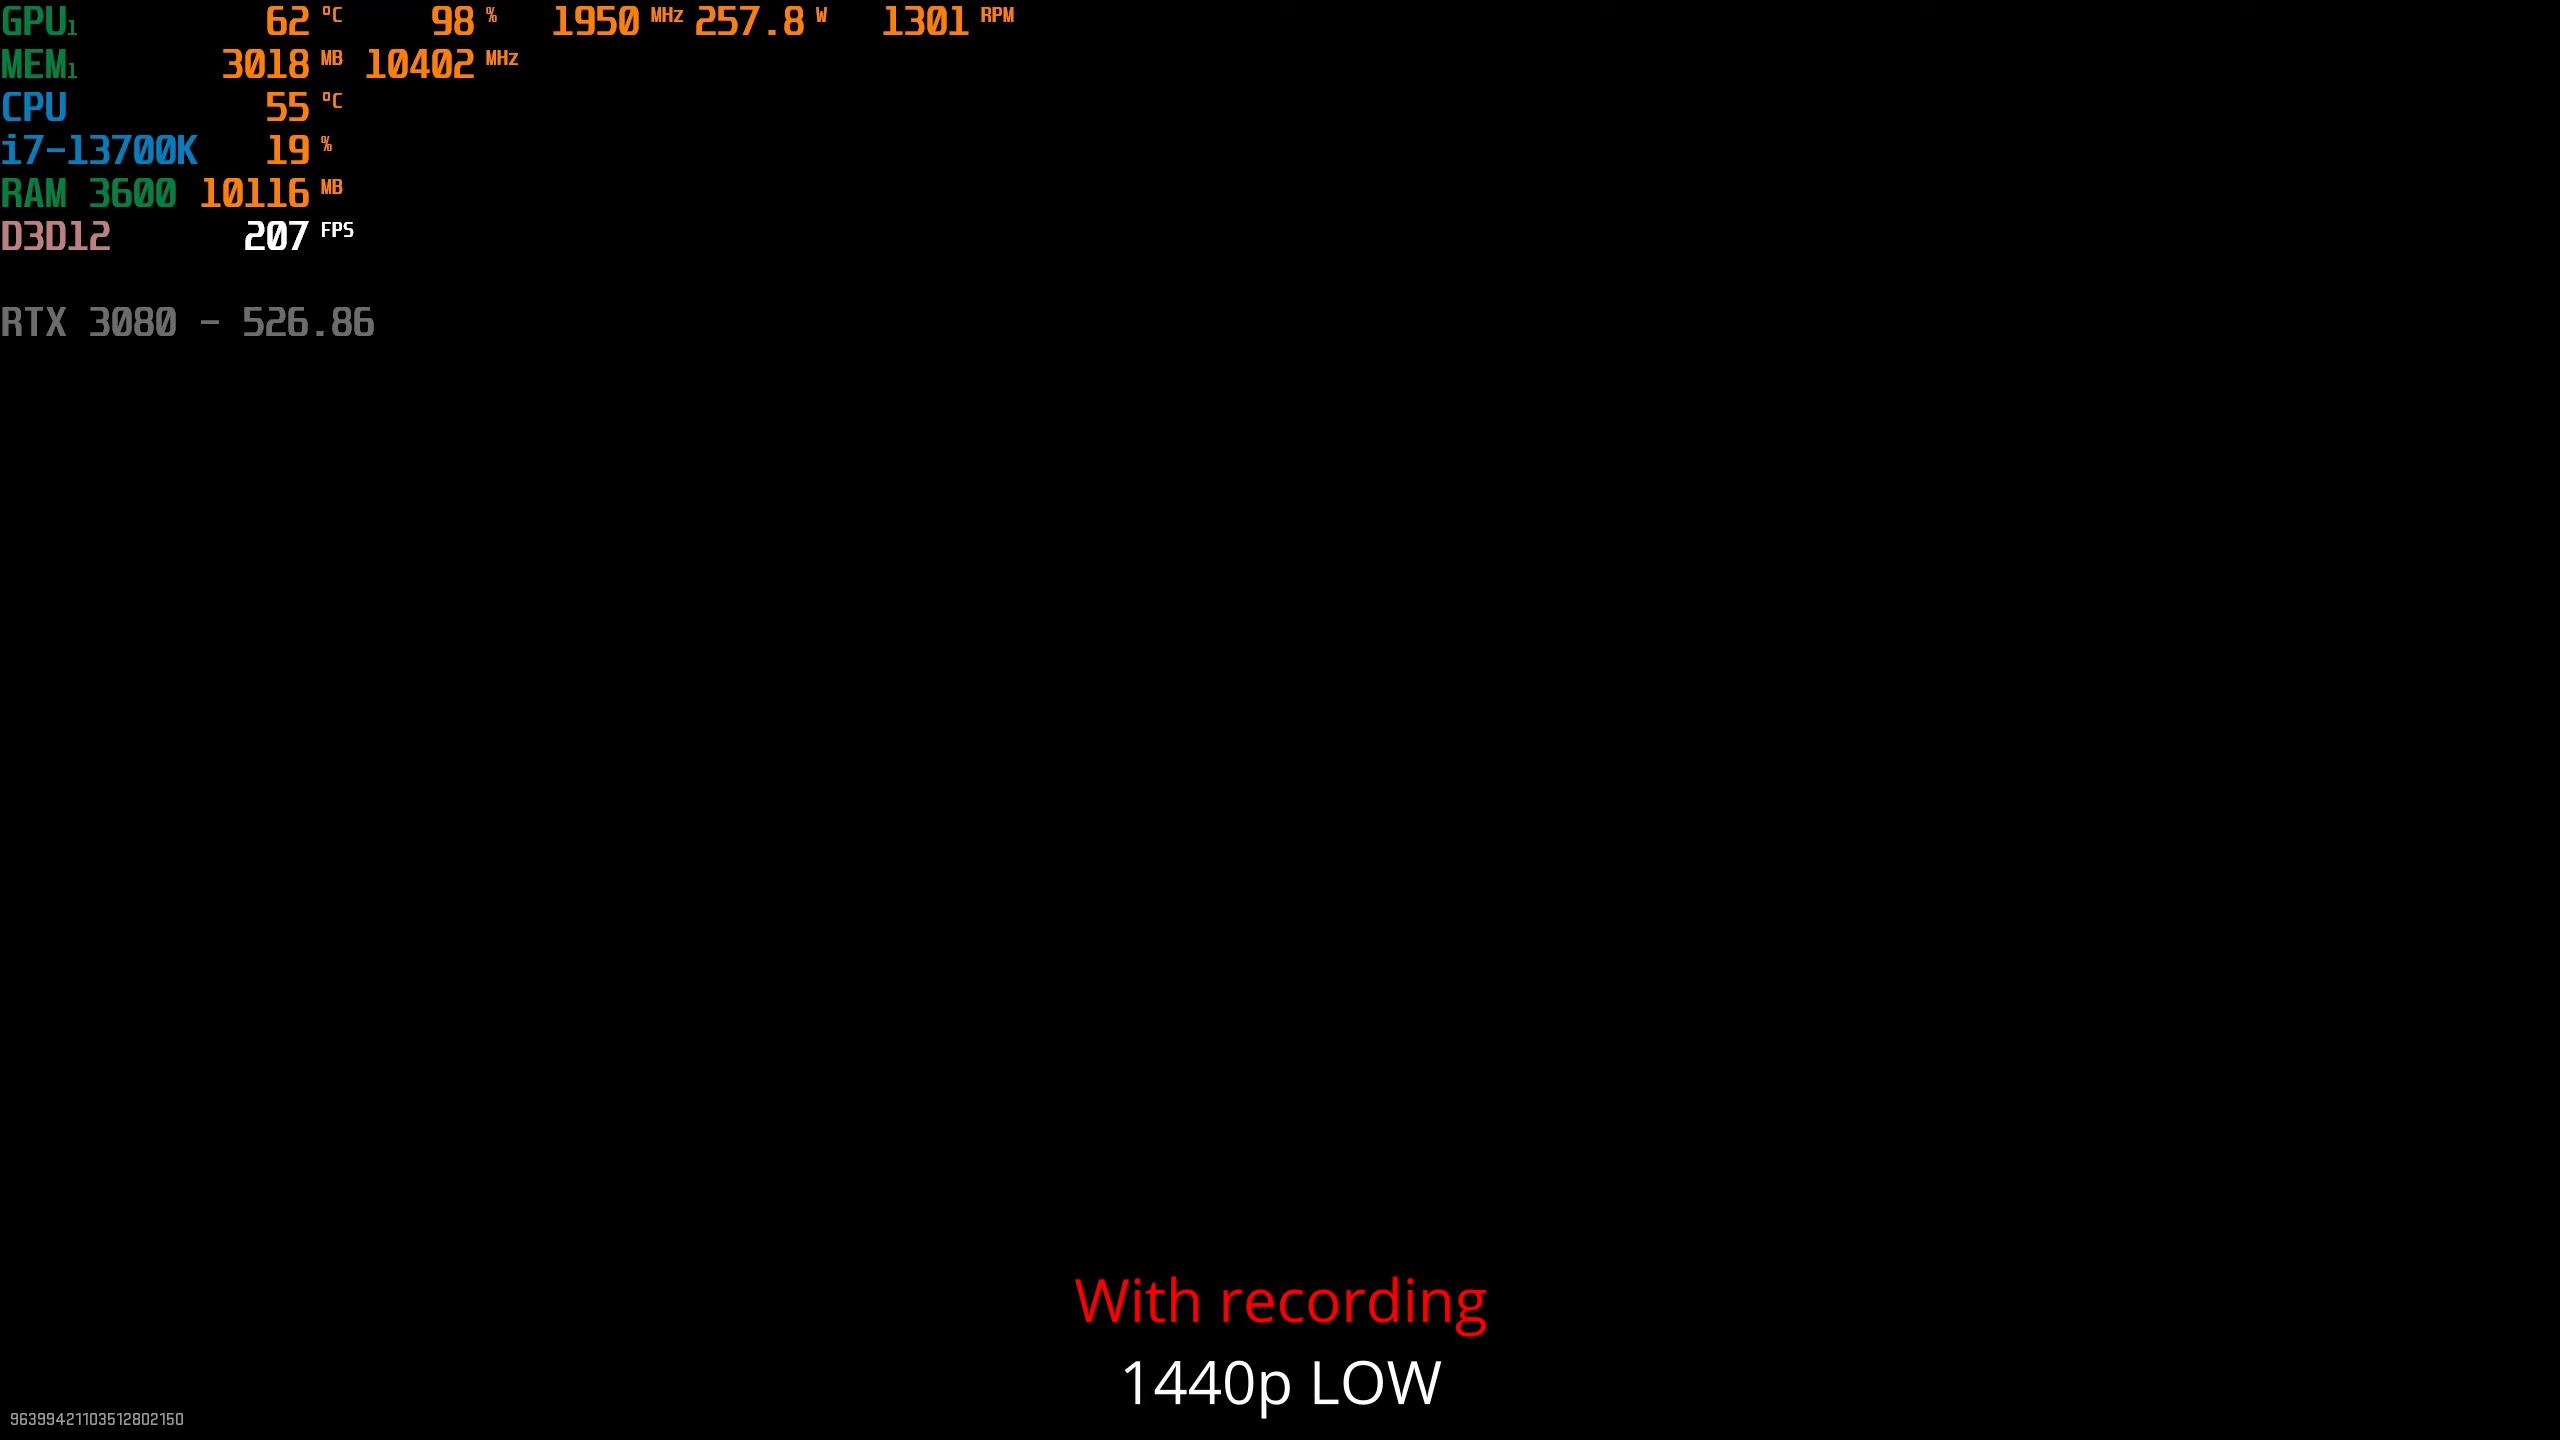 GPU1 62 °C 98 % 1950 MHz 257.8 W 1301 RPM
MEM1 3018 MB 10402 MHz
CPU 55 °C
i7-13700K 19 %
RAM 3600 10116 MB
D3D12 207 FPS
RTX 3080 - 526.86
With recording
1440p LOW
96399421103512802150